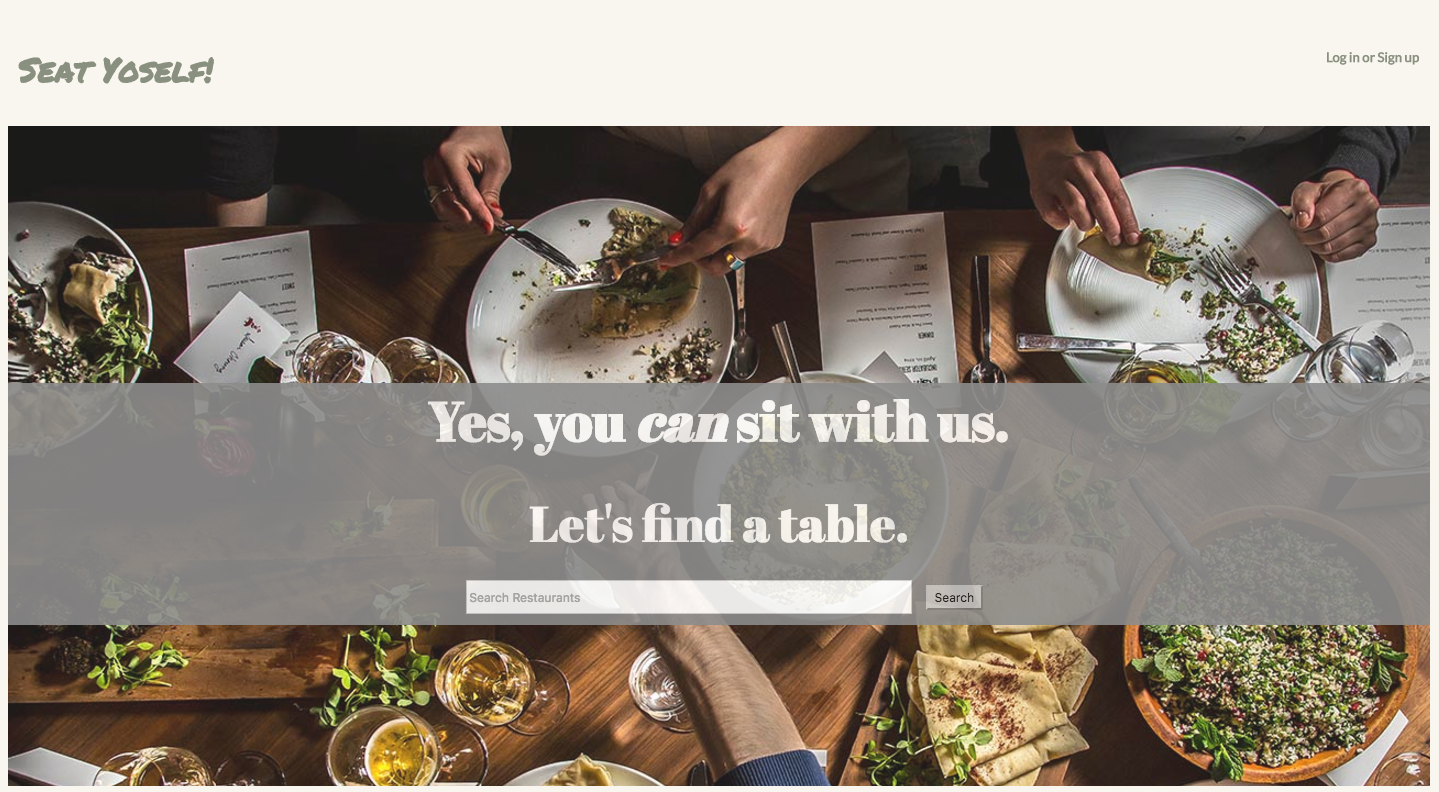 Seat Yoself!
Log in or Sign up
Yes, you can sit with us.
Let's find a table.
Search Restaurants
Search